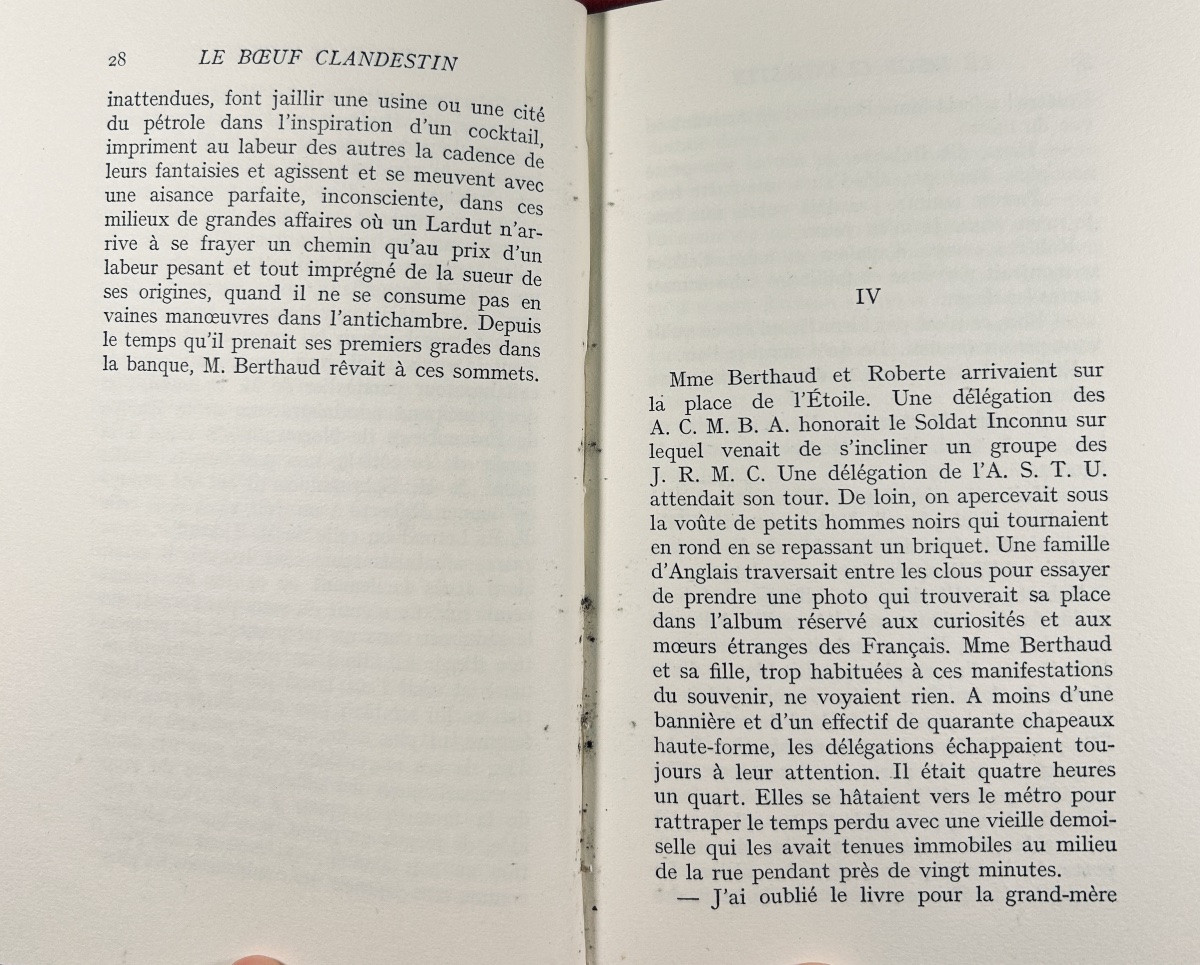 28 LE BŒUF CLANDESTIN
inattendues, font jaillir une usine ou une cité
du pétrole dans l'inspiration d'un cocktail,
impriment au labeur des autres la cadence de
leurs fantaisies et agissent et se meuvent avec
une aisance parfaite, inconsciente, dans ces
milieux de grandes affaires où un Lardut n'ar-
rive à se frayer un chemin qu'au prix d'un
labeur pesant et tout imprégné de la sueur de
ses origines, quand il ne se consume pas en
vaines manœuvres dans l'antichambre. Depuis
le temps qu'il prenait ses premiers grades dans
la banque, M. Berthaud rêvait à ces sommets.
IV
Mme Berthaud et Roberte arrivaient sur
la place de l'Étoile. Une délégation des
A. C. M. B. A. honorait le Soldat Inconnu sur
lequel venait de s'incliner un groupe des
J. R. M. C. Une délégation de l'A. S. T. U.
attendait son tour. De loin, on apercevait sous
la voûte de petits hommes noirs qui tournaient
en rond en se repassant un briquet. Une famille
d'Anglais traversait entre les clous pour essayer
de prendre une photo qui trouverait sa place
dans l'album réservé aux curiosités et aux
mœurs étranges des Français. Mme Berthaud
et sa fille, trop habituées à ces manifestations
du souvenir, ne voyaient rien. A moins d'une
bannière et d'un effectif de quarante chapeaux
haute-forme, les délégations échappaient tou-
jours à leur attention. Il était quatre heures
un quart. Elles se hâtaient vers le métro pour
rattraper le temps perdu avec une vieille demoi-
selle qui les avait tenues immobiles au milieu
de la rue pendant près de vingt minutes.
— J'ai oublié le livre pour la grand-mère